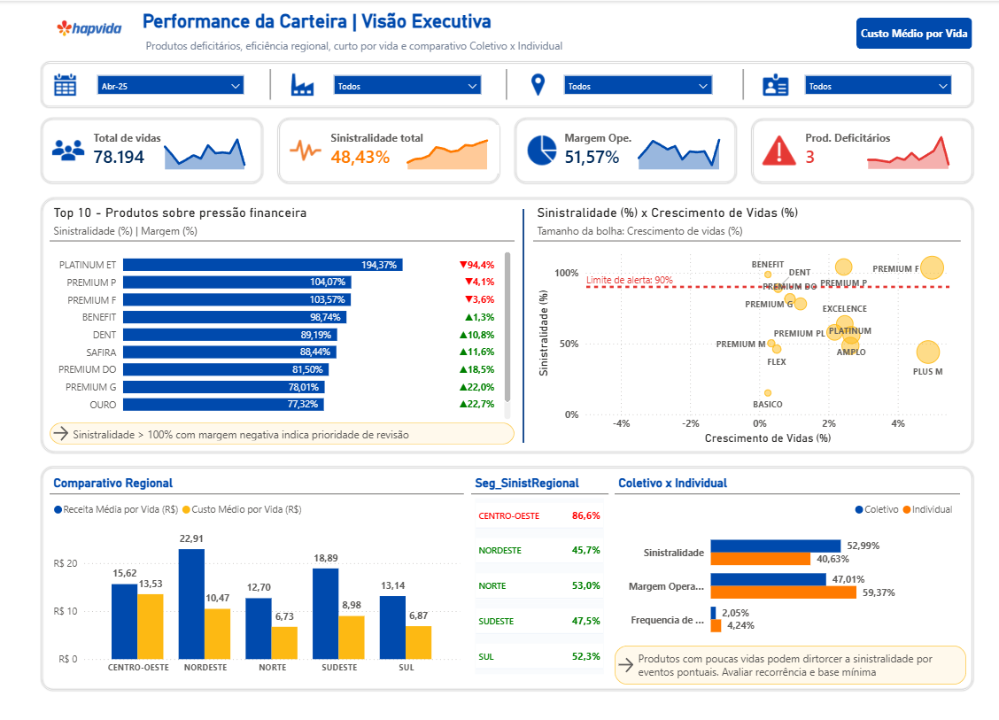 hapvida
Performance da Carteira | Visão Executiva
Produtos deficitários, eficiência regional, curto por vida e comparativo Coletivo x Individual
Custo Médio por Vida
Abr-25
Todos
Todos
Todos
Total de vidas
78.194
Sinistralidade total
48,43%
Margem Ope.
51,57%
Prod. Deficitários
3
Top 10 - Produtos sobre pressão financeira
Sinistralidade (%) | Margem (%)
PLATINUM ET 194,37% ▼94,4%
PREMIUM P 104,07% ▼4,1%
PREMIUM F 103,57% ▼3,6%
BENEFIT 98,74% ▲1,3%
DENT 89,19% ▲10,8%
SAFIRA 88,44% ▲11,6%
PREMIUM DO 81,50% ▲18,5%
PREMIUM G 78,01% ▲22,0%
OURO 77,32% ▲22,7%
Sinistralidade > 100% com margem negativa indica prioridade de revisão
Sinistralidade (%) x Crescimento de Vidas (%)
Tamanho da bolha: Crescimento de vidas (%)
Sinistralidade (%)
100%
50%
0%
Limite de alerta: 90%
BENEFIT
DENT
PREMIUM F
PREMIUM DO
PREMIUM P
PREMIUM G
EXCELENCE
PREMIUM PL
PLATINUM
PREMIUM M
AMPLO
FLEX
PLUS M
BASICO
-4% -2% 0% 2% 4%
Crescimento de Vidas (%)
Comparativo Regional
Receita Média por Vida (R$) Custo Médio por Vida (R$)
R$ 20
R$ 10
R$ 0
15,62 13,53
22,91 10,47
12,70 6,73
18,89 8,98
13,14 6,87
CENTRO-OESTE NORDESTE NORTE SUDESTE SUL
Seg_SinistRegional
CENTRO-OESTE 86,6%
NORDESTE 45,7%
NORTE 53,0%
SUDESTE 47,5%
SUL 52,3%
Coletivo x Individual
Coletivo Individual
Sinistralidade 52,99%
40,63%
Margem Opera... 47,01%
59,37%
Frequencia de ... 2,05%
4,24%
Produtos com poucas vidas podem dirtorcer a sinistralidade por
eventos pontuais. Avaliar recorrência e base mínima